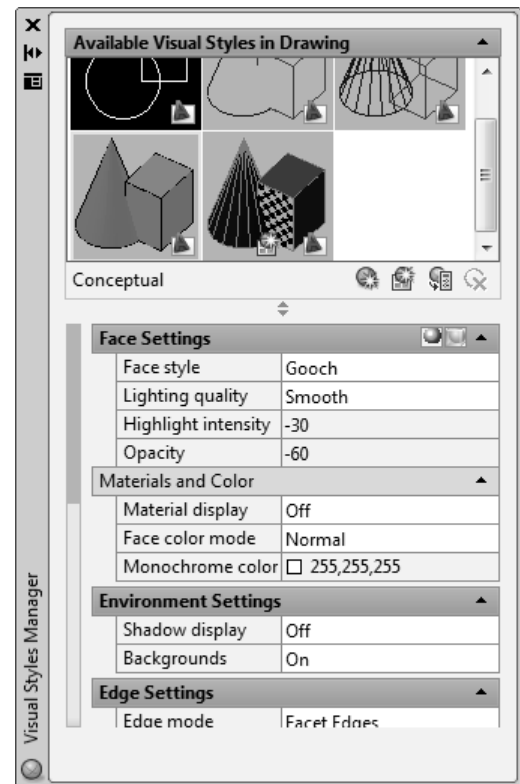 Available Visual Styles in Drawing
Conceptual
Face Settings
Face style Gooch
Lighting quality Smooth
Highlight intensity -30
Opacity -60
Materials and Color
Material display Off
Face color mode Normal
Monochrome color 255,255,255
Environment Settings
Shadow display Off
Backgrounds On
Edge Settings
Edge mode Facet Edges
Visual Styles Manager